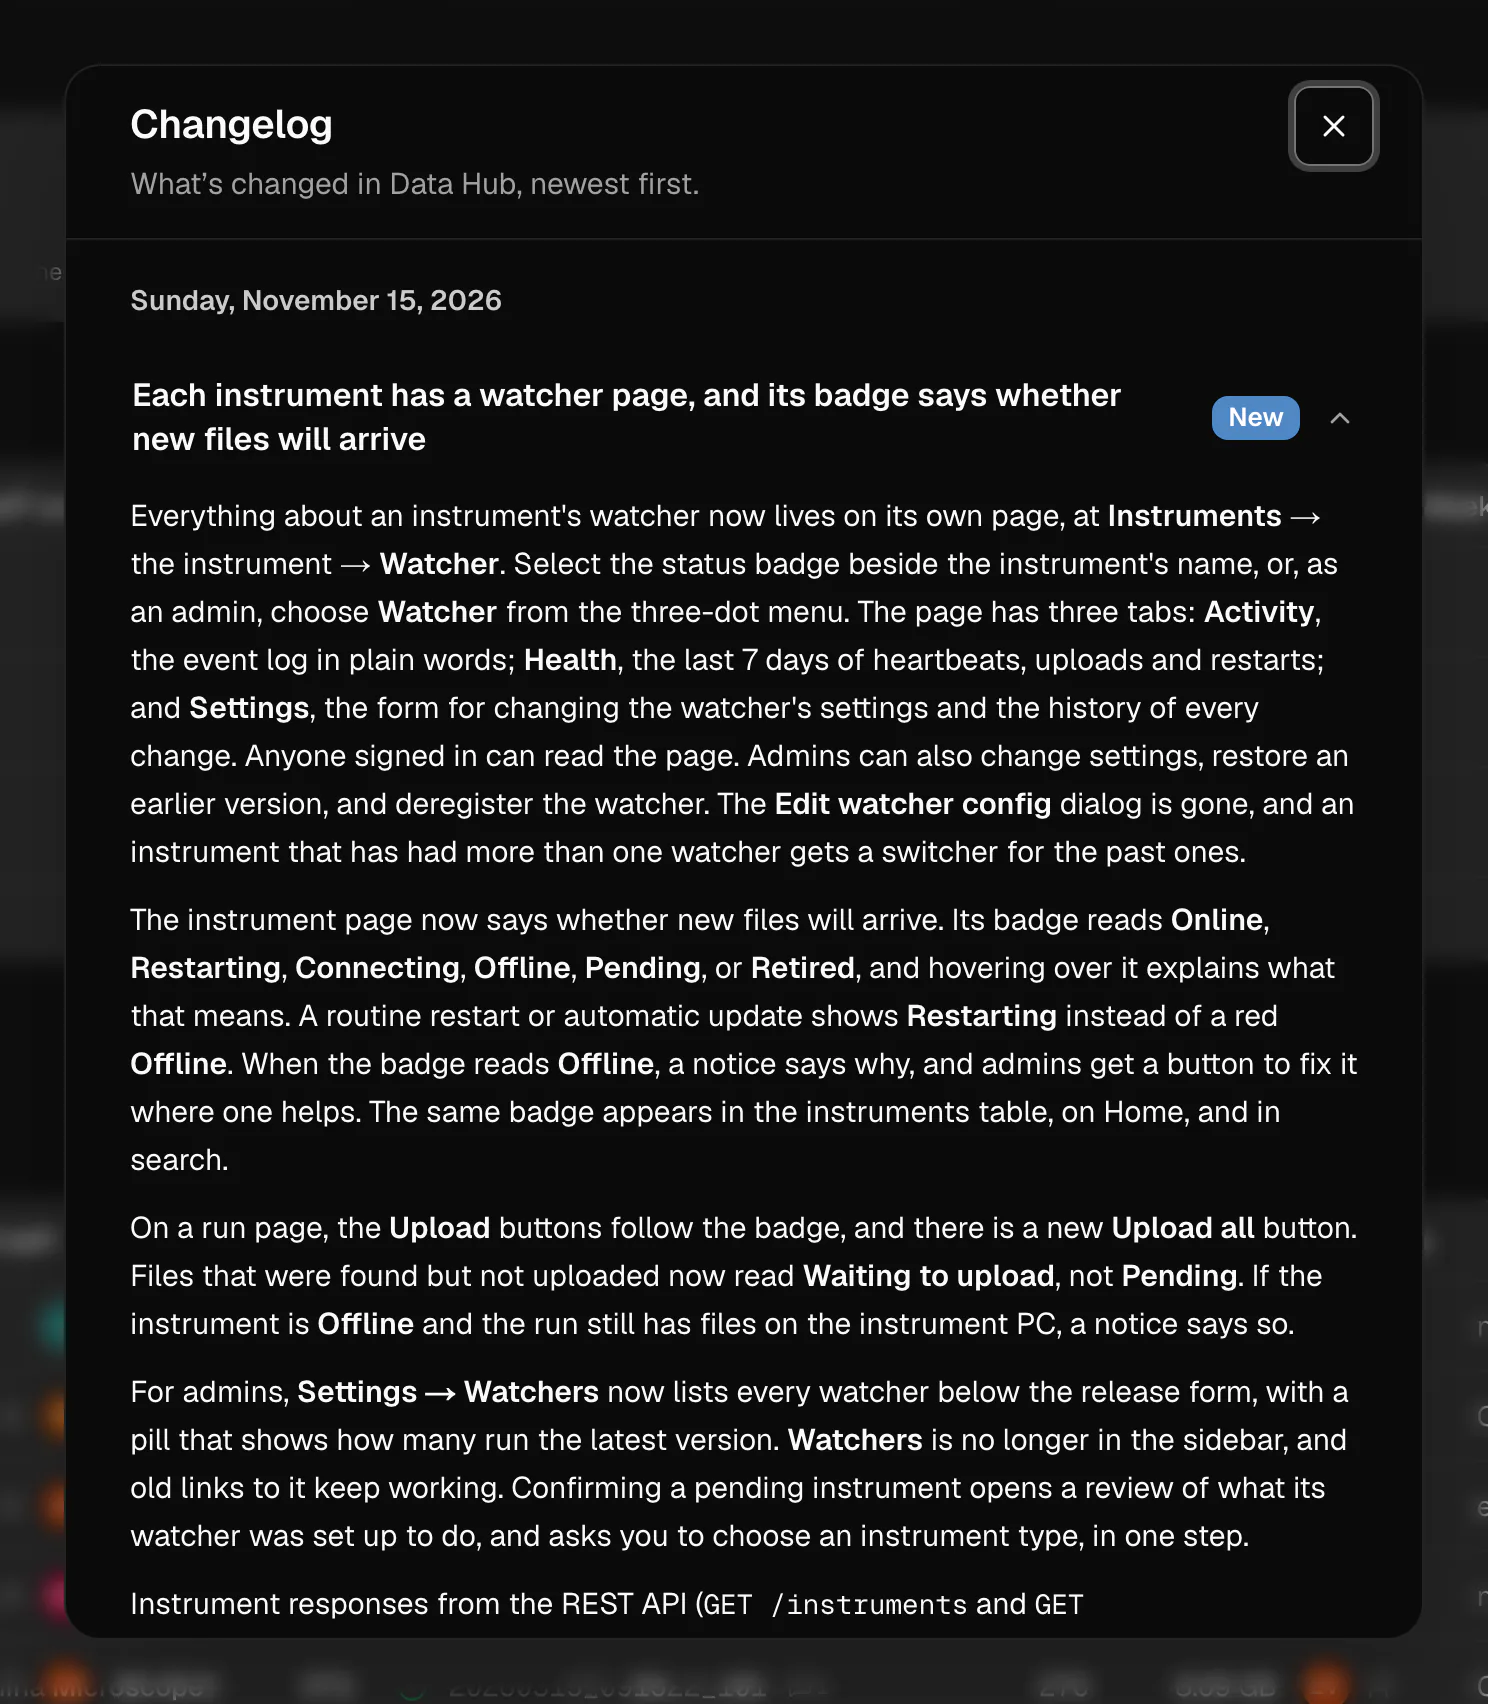 Changelog
What’s changed in Data Hub, newest first.
Sunday, November 15, 2026
Each instrument has a watcher page, and its badge says whether
new files will arrive
New
Everything about an instrument's watcher now lives on its own page, at Instruments →
the instrument → Watcher. Select the status badge beside the instrument's name, or, as
an admin, choose Watcher from the three-dot menu. The page has three tabs: Activity,
the event log in plain words; Health, the last 7 days of heartbeats, uploads and restarts;
and Settings, the form for changing the watcher's settings and the history of every
change. Anyone signed in can read the page. Admins can also change settings, restore an
earlier version, and deregister the watcher. The Edit watcher config dialog is gone, and an
instrument that has had more than one watcher gets a switcher for the past ones.
The instrument page now says whether new files will arrive. Its badge reads Online,
Restarting, Connecting, Offline, Pending, or Retired, and hovering over it explains what
that means. A routine restart or automatic update shows Restarting instead of a red
Offline. When the badge reads Offline, a notice says why, and admins get a button to fix it
where one helps. The same badge appears in the instruments table, on Home, and in
search.
On a run page, the Upload buttons follow the badge, and there is a new Upload all button.
Files that were found but not uploaded now read Waiting to upload, not Pending. If the
instrument is Offline and the run still has files on the instrument PC, a notice says so.
For admins, Settings → Watchers now lists every watcher below the release form, with a
pill that shows how many run the latest version. Watchers is no longer in the sidebar, and
old links to it keep working. Confirming a pending instrument opens a review of what its
watcher was set up to do, and asks you to choose an instrument type, in one step.
Instrument responses from the REST API (GET /instruments and GET